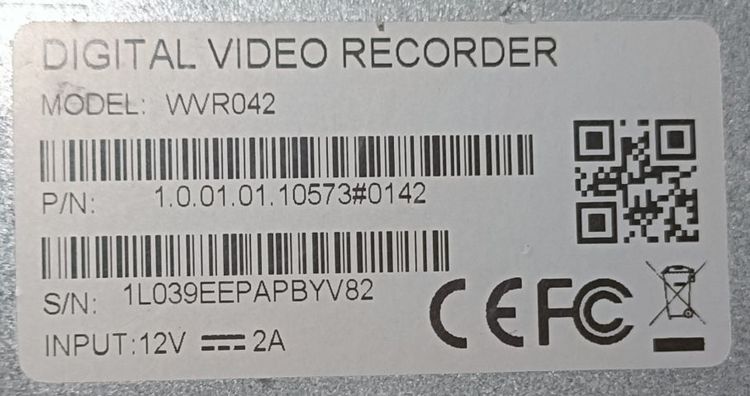 DIGITAL VIDEO RECORDER
MODEL: WVR042
P/N: 1.0.01.01.10573#0142
S/N: 1L039EEPAPBYV82
INPUT:12V ⎓ 2A
CE FC